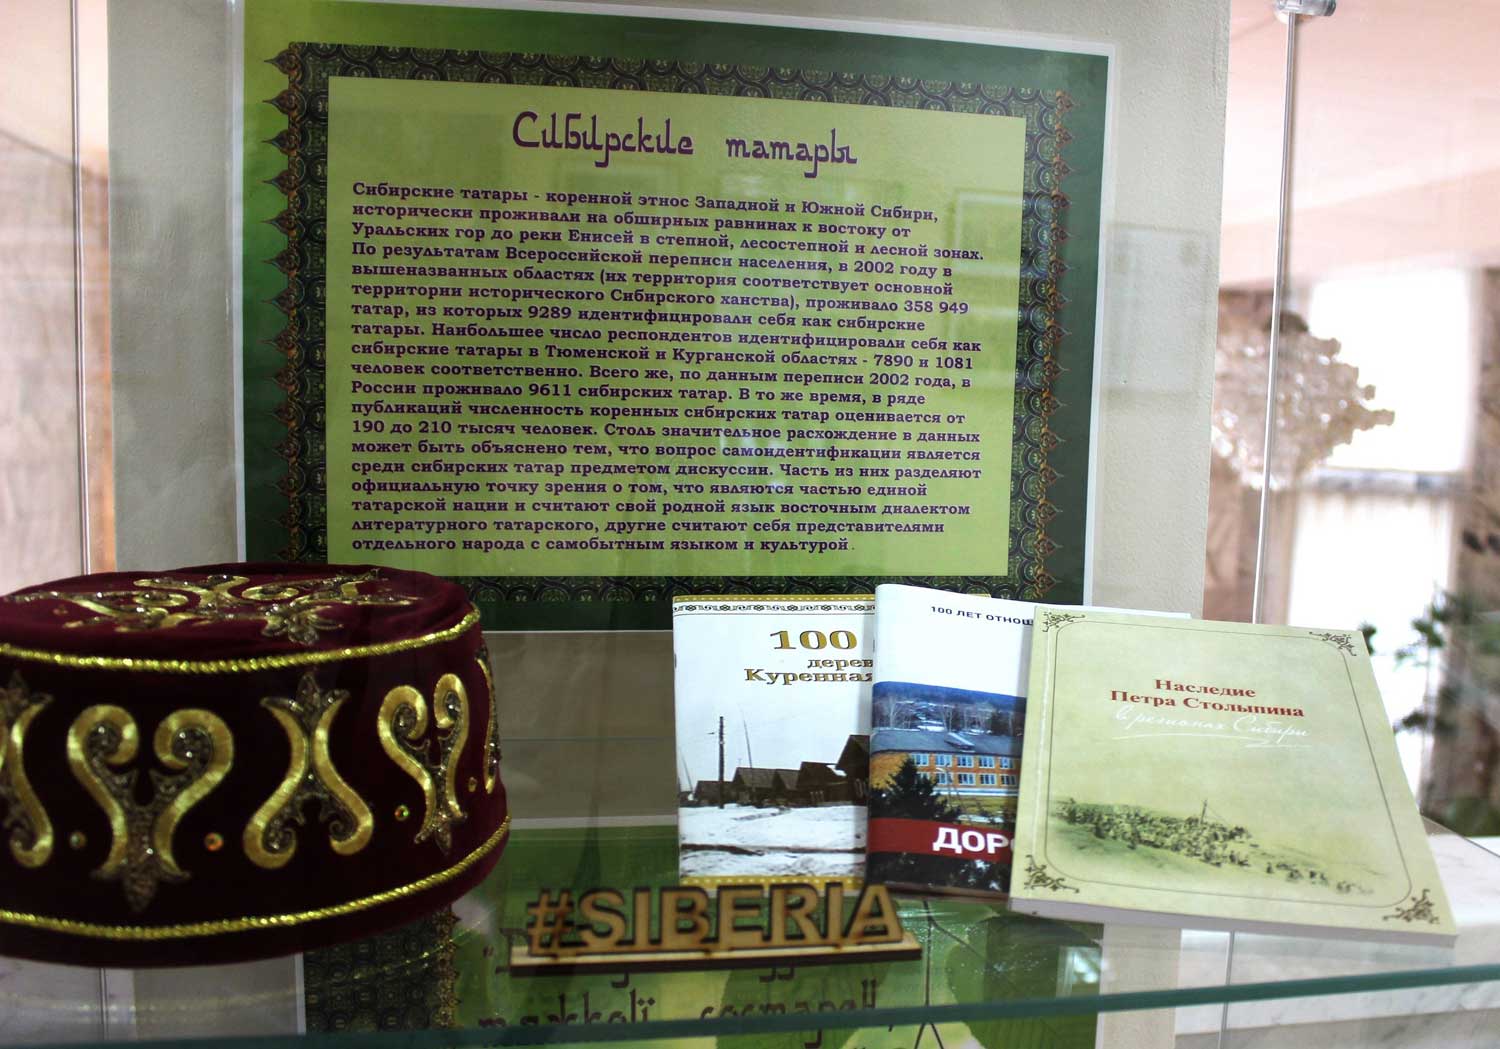 Сибирские татары
Сибирские татары - коренной этнос Западной и Южной Сибири,
исторически проживали на обширных равнинах к востоку от
Уральских гор до реки Енисей в степной, лесостепной и лесной зонах.
По результатам Всероссийской переписи населения, в 2002 году в
вышеназванных областях (их территория соответствует основной
территории исторического Сибирского ханства), проживало 358 949
татар, из которых 9289 идентифицировали себя как сибирские
татары. Наибольшее число респондентов идентифицировали себя как
сибирские татары в Тюменской и Курганской областях - 7890 и 1081
человек соответственно. Всего же, по данным переписи 2002 года, в
России проживало 9611 сибирских татар. В то же время, в ряде
публикаций численность коренных сибирских татар оценивается от
190 до 210 тысяч человек. Столь значительное расхождение в данных
может быть объяснено тем, что вопрос самоидентификации является
среди сибирских татар предметом дискуссии. Часть из них разделяют
официальную точку зрения о том, что являются частью единой
татарской нации и считают свой родной язык восточным диалектом
литературного татарского, другие считают себя представителями
отдельного народа с самобытным языком и культурой.
100
дерев
Куренная
100 ЛЕТ ОТНОШ
ДОРО
Наследие
Петра Столыпина
в регионах Сибири
#SIBERIA